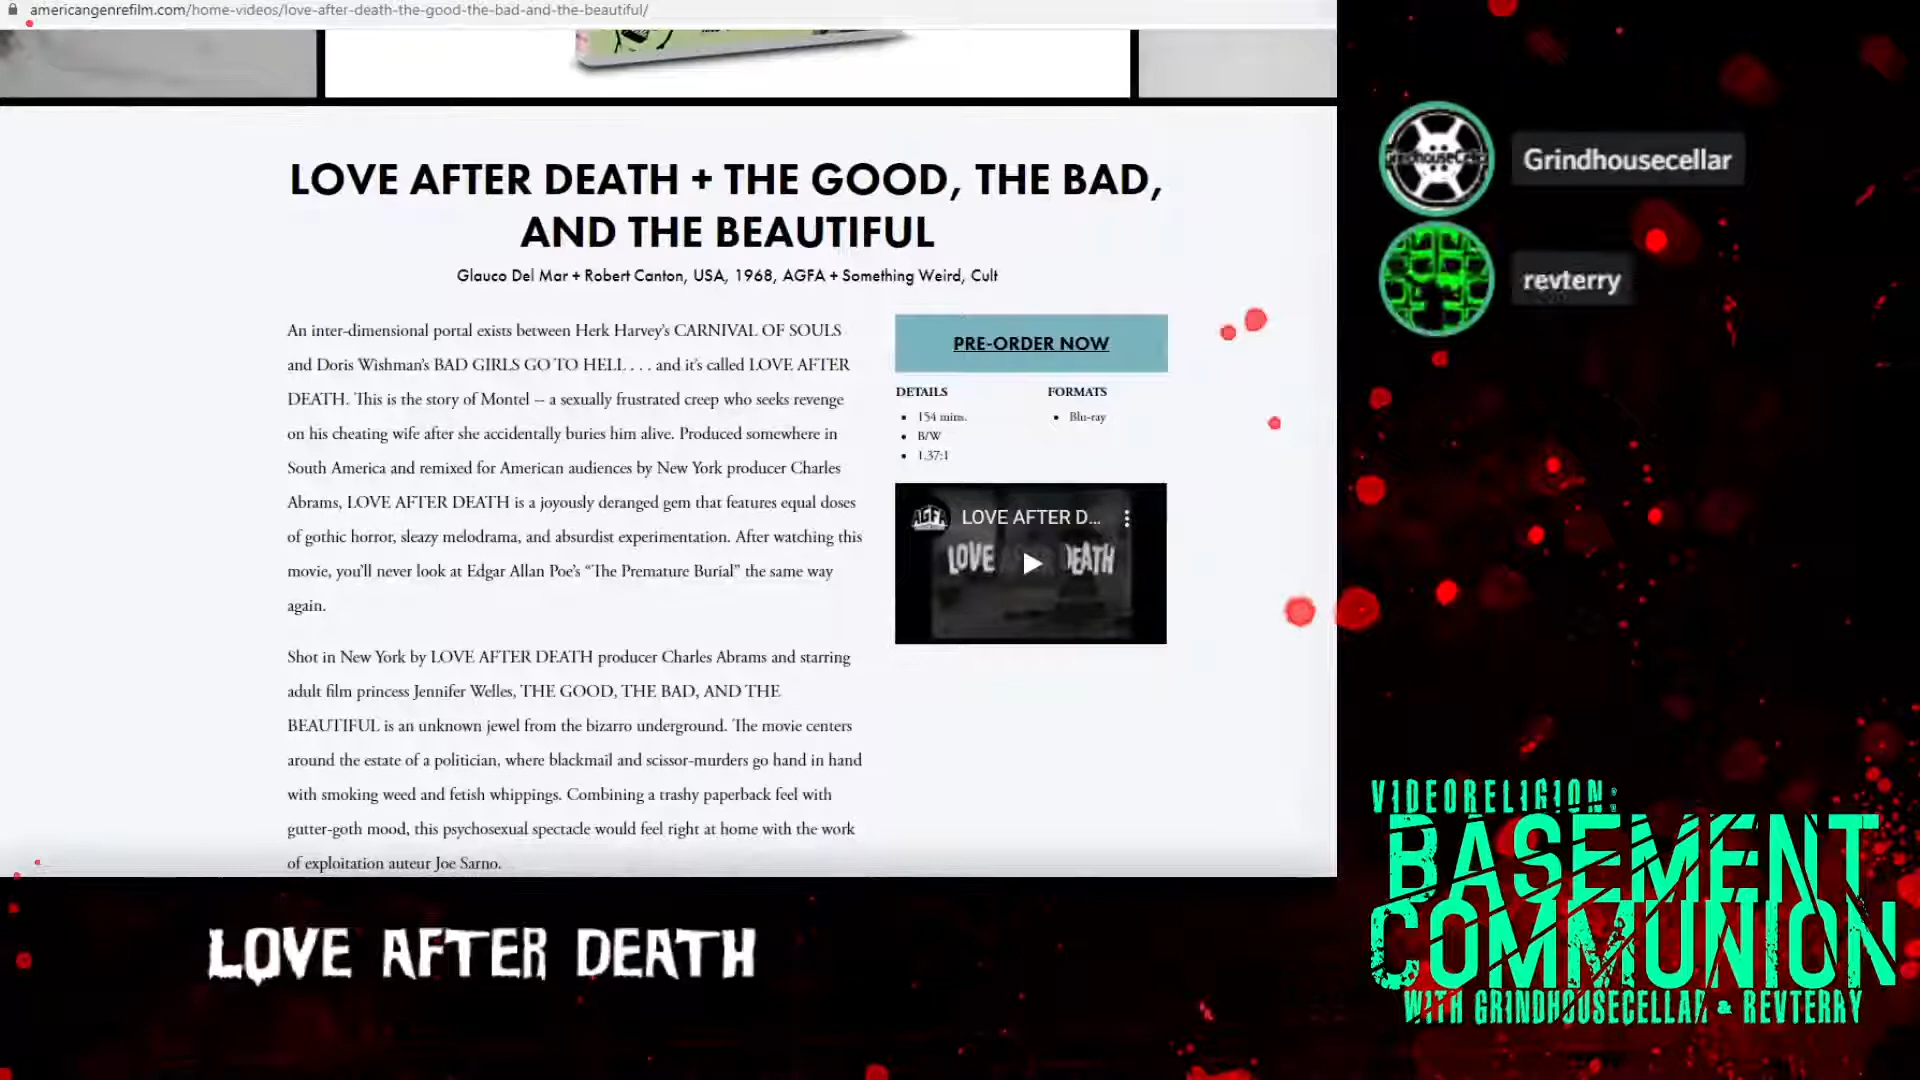 americangenrefilm.com/home-videos/love-after-death-the-good-the-bad-and-the-beautiful/
LOVE AFTER DEATH + THE GOOD, THE BAD,
AND THE BEAUTIFUL
Glauco Del Mar + Robert Canton, USA, 1968, AGFA + Something Weird, Cult
An inter-dimensional portal exists between Herk Harvey's CARNIVAL OF SOULS
and Doris Wishman's BAD GIRLS GO TO HELL . . . . and it's called LOVE AFTER
DEATH. This is the story of Montel – a sexually frustrated creep who seeks revenge
on his cheating wife after she accidentally buries him alive. Produced somewhere in
South America and remixed for American audiences by New York producer Charles
Abrams, LOVE AFTER DEATH is a joyously deranged gem that features equal doses
of gothic horror, sleazy melodrama, and absurdist experimentation. After watching this
movie, you'll never look at Edgar Allan Poe's “The Premature Burial” the same way
again.
Shot in New York by LOVE AFTER DEATH producer Charles Abrams and starring
adult film princess Jennifer Welles, THE GOOD, THE BAD, AND THE
BEAUTIFUL is an unknown jewel from the bizarro underground. The movie centers
around the estate of a politician, where blackmail and scissor-murders go hand in hand
with smoking weed and fetish whippings. Combining a trashy paperback feel with
gutter-goth mood, this psychosexual spectacle would feel right at home with the work
of exploitation auteur Joe Sarno.
PRE-ORDER NOW
DETAILS
154 mins.
B/W
1.37:1
FORMATS
Blu-ray
AGFA
LOVE AFTER D...
LOVE AFTER DEATH
Grindhousecellar
GrindhouseCellar
revterry
LOVE AFTER DEATH
VIDEORELIGION:
BASEMENT
COMMUNION
WITH GRINDHOUSECELLAR & REVTERRY